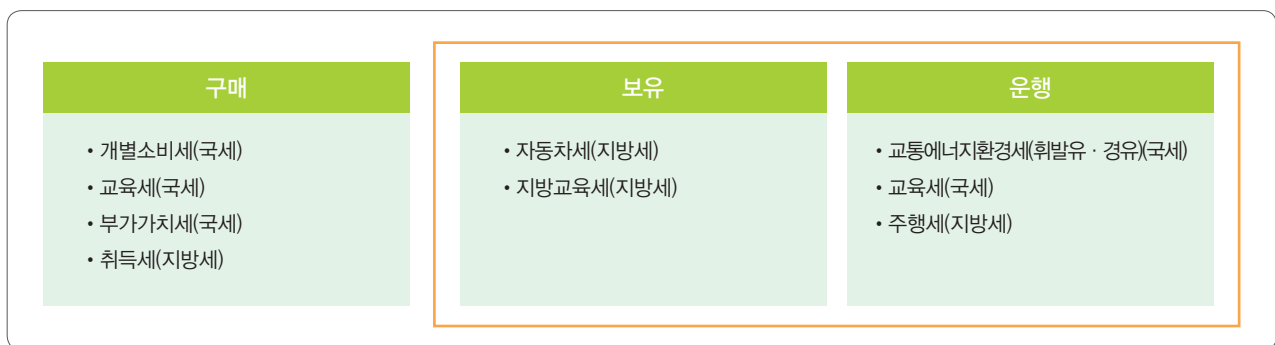 구매
• 개별소비세(국세)
• 교육세(국세)
• 부가가치세(국세)
• 취득세(지방세)
보유
• 자동차세(지방세)
• 지방교육세(지방세)
운행
• 교통에너지환경세(휘발유 · 경유)(국세)
• 교육세(국세)
• 주행세(지방세)